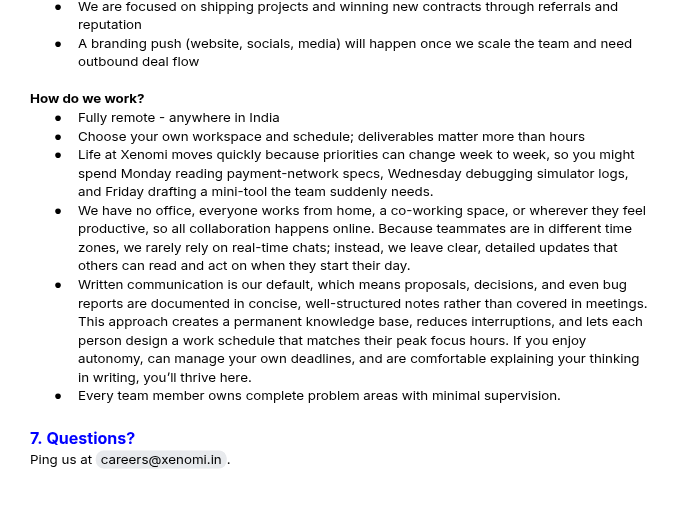 ● We are focused on shipping projects and winning new contracts through referrals and
reputation
● A branding push (website, socials, media) will happen once we scale the team and need
outbound deal flow
How do we work?
● Fully remote - anywhere in India
● Choose your own workspace and schedule; deliverables matter more than hours
● Life at Xenomi moves quickly because priorities can change week to week, so you might
spend Monday reading payment-network specs, Wednesday debugging simulator logs,
and Friday drafting a mini-tool the team suddenly needs.
● We have no office, everyone works from home, a co-working space, or wherever they feel
productive, so all collaboration happens online. Because teammates are in different time
zones, we rarely rely on real-time chats; instead, we leave clear, detailed updates that
others can read and act on when they start their day.
● Written communication is our default, which means proposals, decisions, and even bug
reports are documented in concise, well-structured notes rather than covered in meetings.
This approach creates a permanent knowledge base, reduces interruptions, and lets each
person design a work schedule that matches their peak focus hours. If you enjoy
autonomy, can manage your own deadlines, and are comfortable explaining your thinking
in writing, you’ll thrive here.
● Every team member owns complete problem areas with minimal supervision.
7. Questions?
Ping us at careers@xenomi.in .